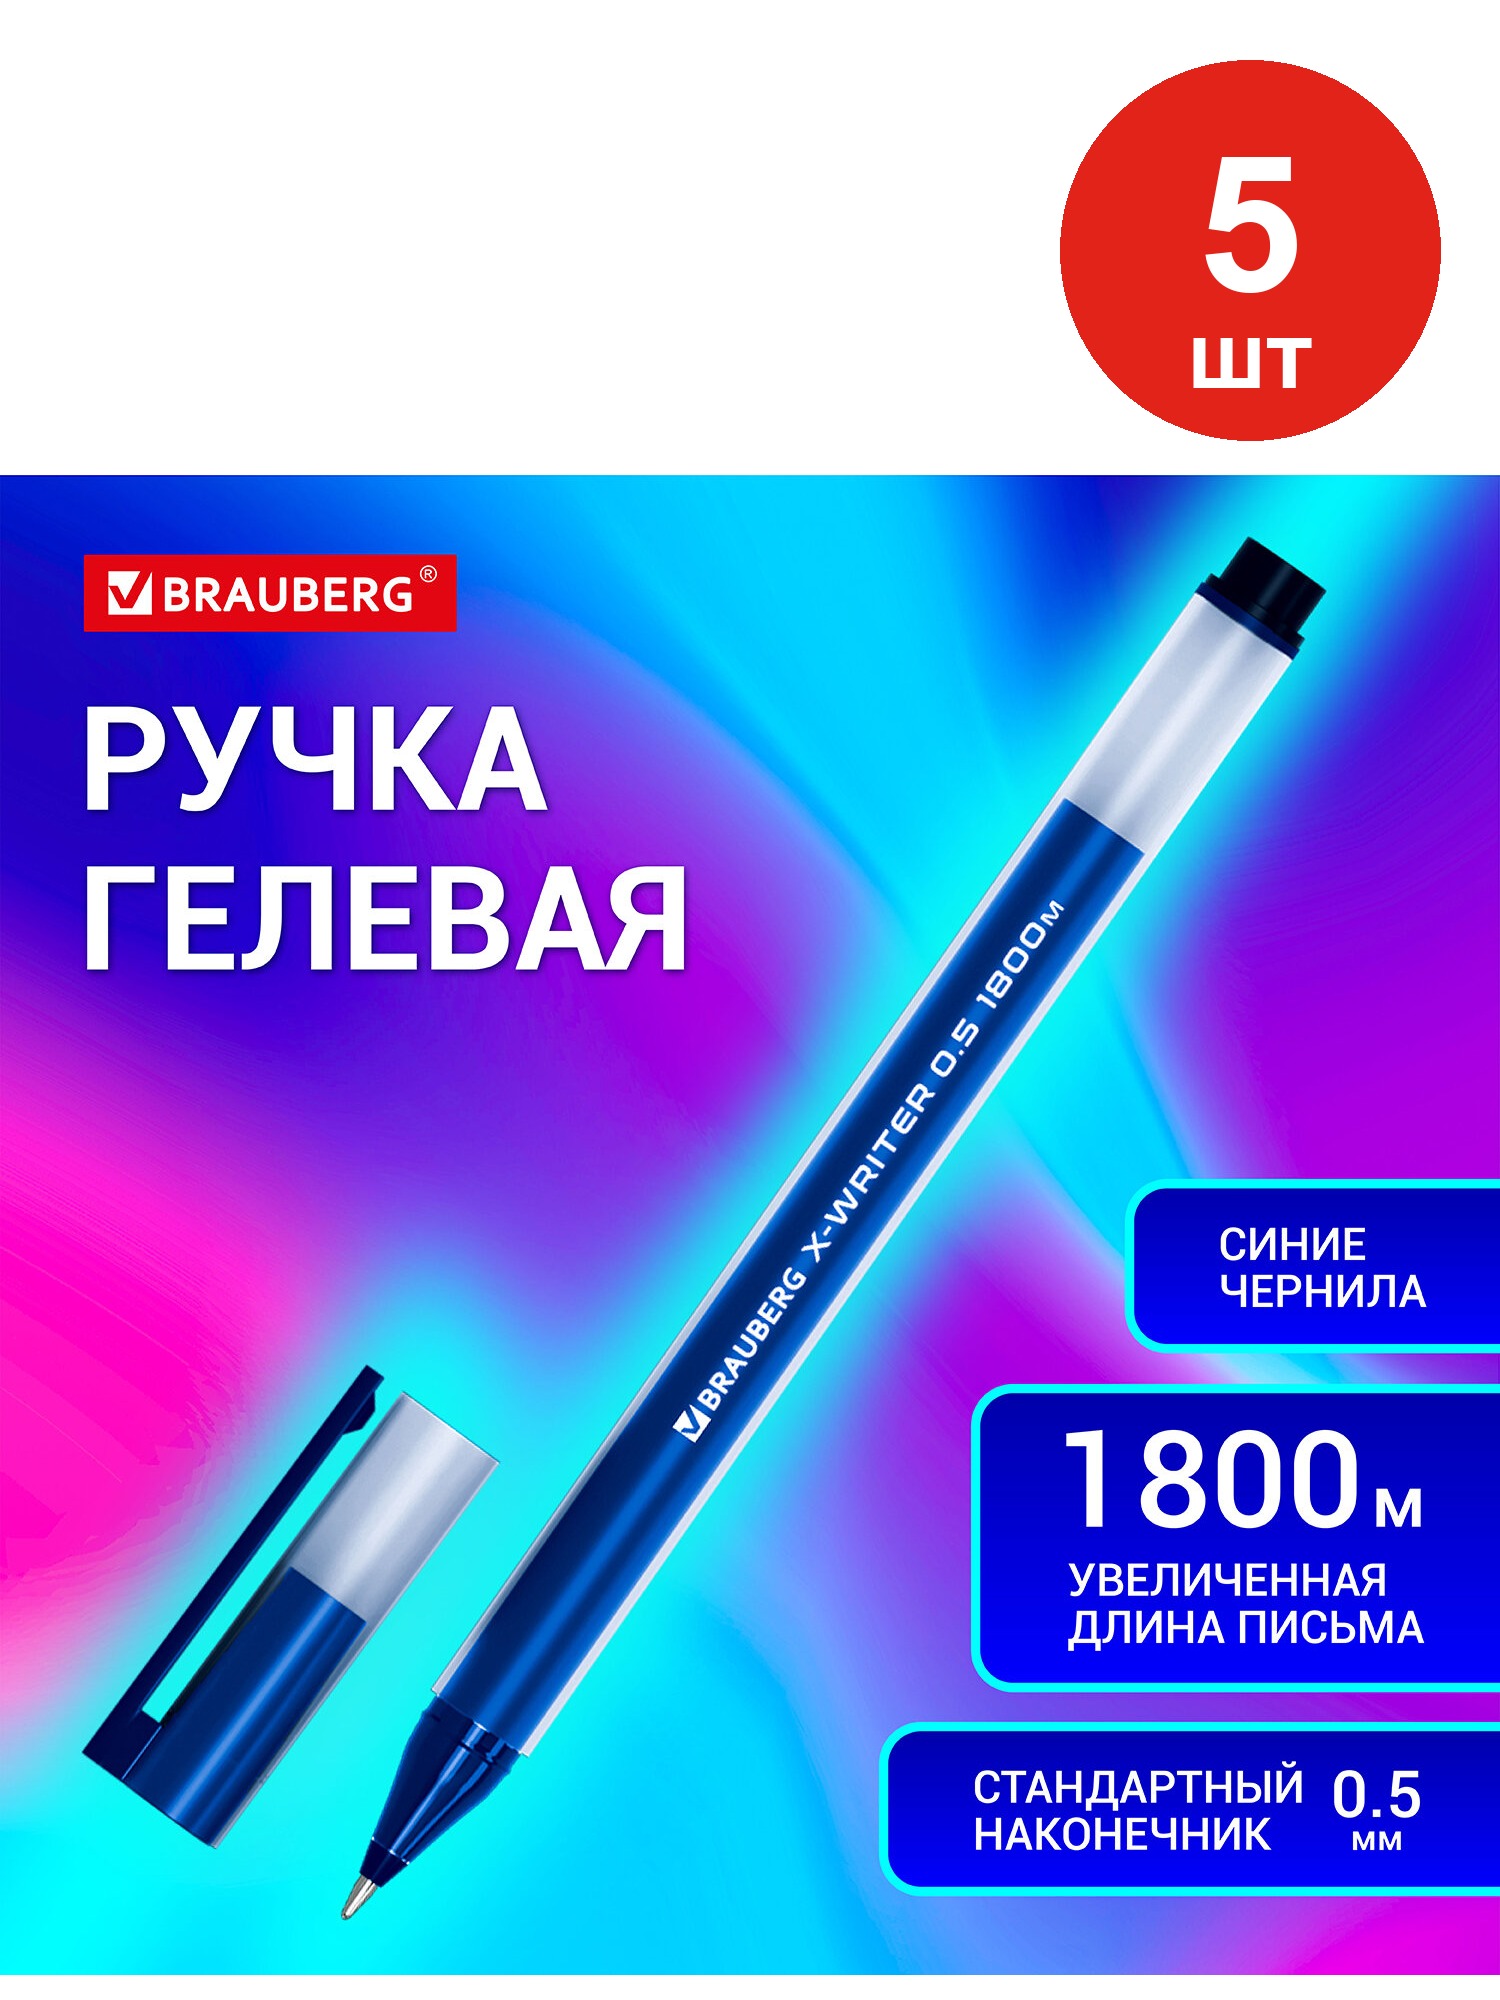 5
шт
BRAUBERG®
РУЧКА
ГЕЛЕВАЯ
BRAUBERG X-WRITER 0.5 1800м
СИНИЕ
ЧЕРНИЛА
1800 м
УВЕЛИЧЕННАЯ
ДЛИНА ПИСЬМА
СТАНДАРТНЫЙ
НАКОНЕЧНИК
0.5
мм